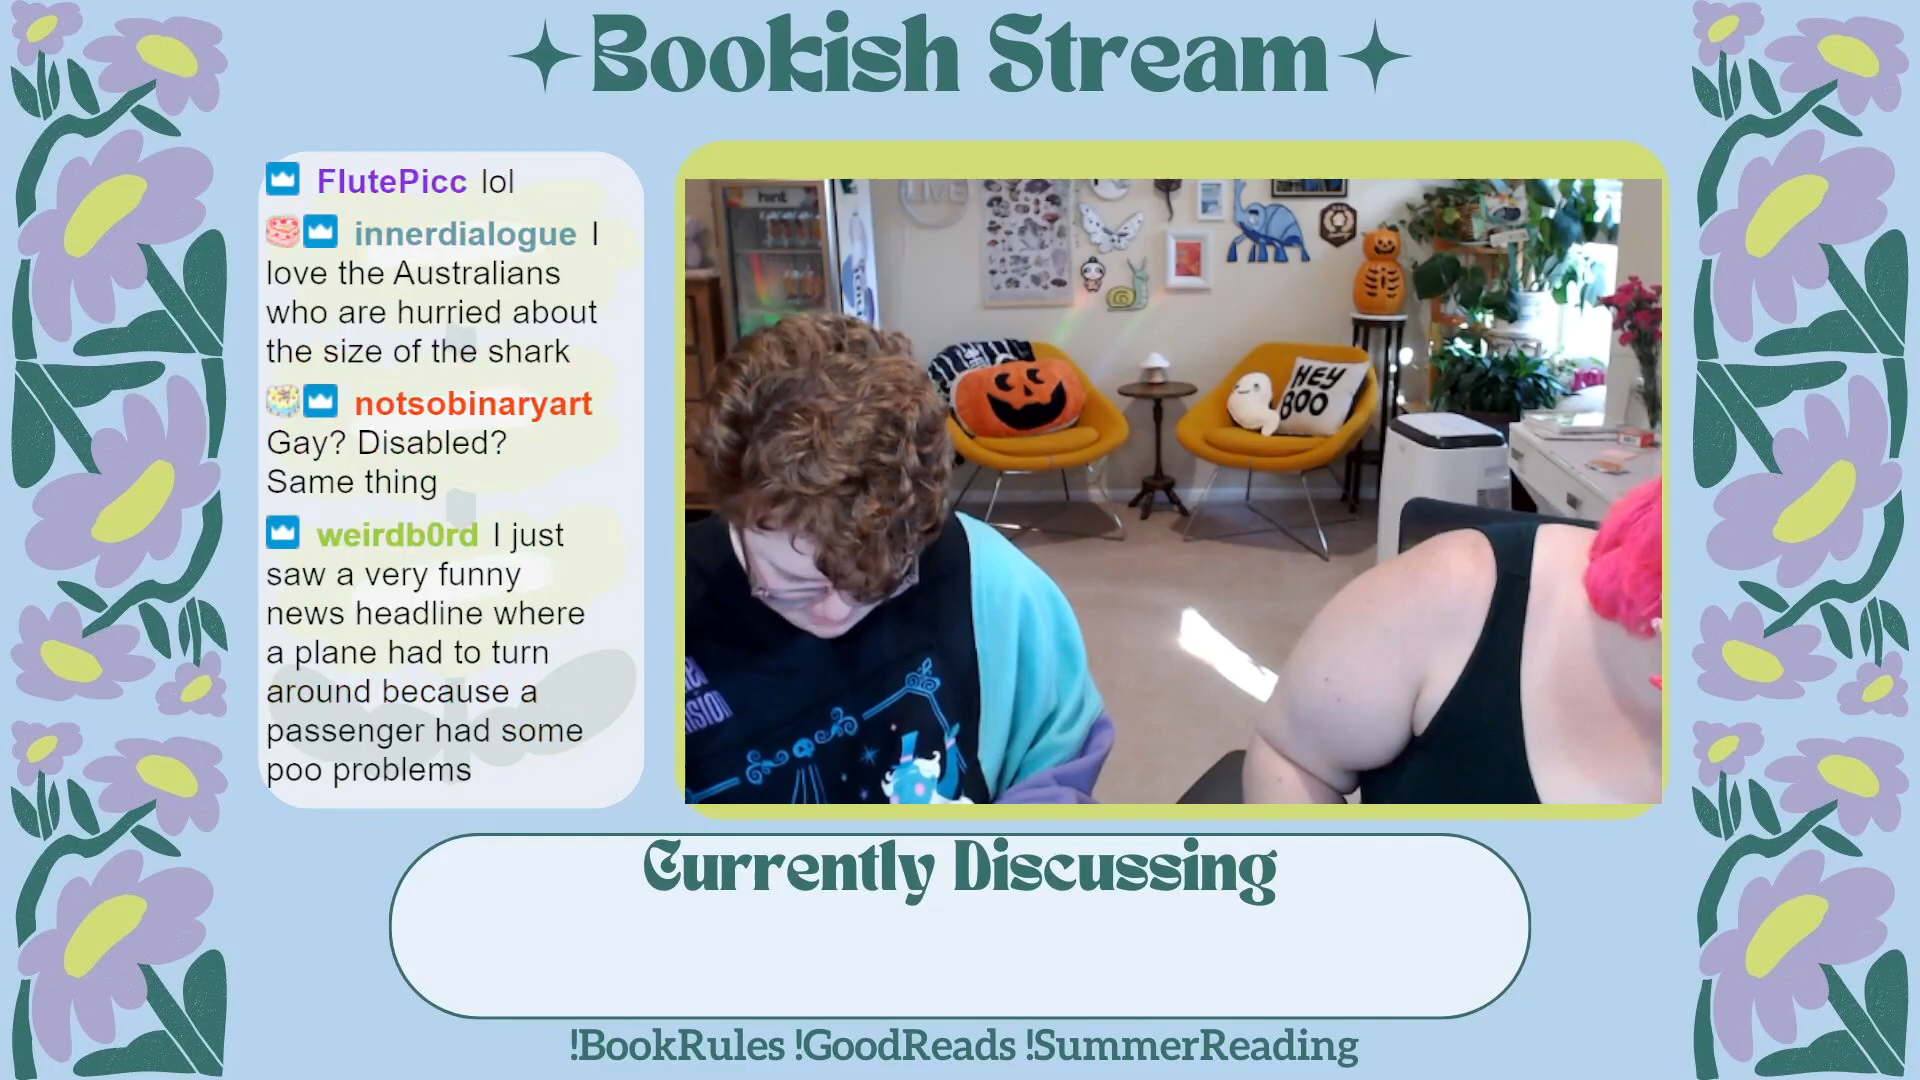 Bookish Stream
FlutePicc lol
innerdialogue I
love the Australians
who are hurried about
the size of the shark
notsobinaryart
Gay? Disabled?
Same thing
weirdb0rd I just
saw a very funny
news headline where
a plane had to turn
around because a
passenger had some
poo problems
hint
LIVE
HEY
BOO
Currently Discussing
!BookRules !GoodReads !SummerReading